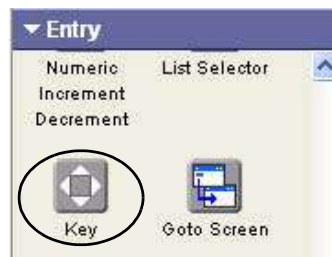 Entry
Numeric
Increment
Decrement
List Selector
Key
Goto Screen